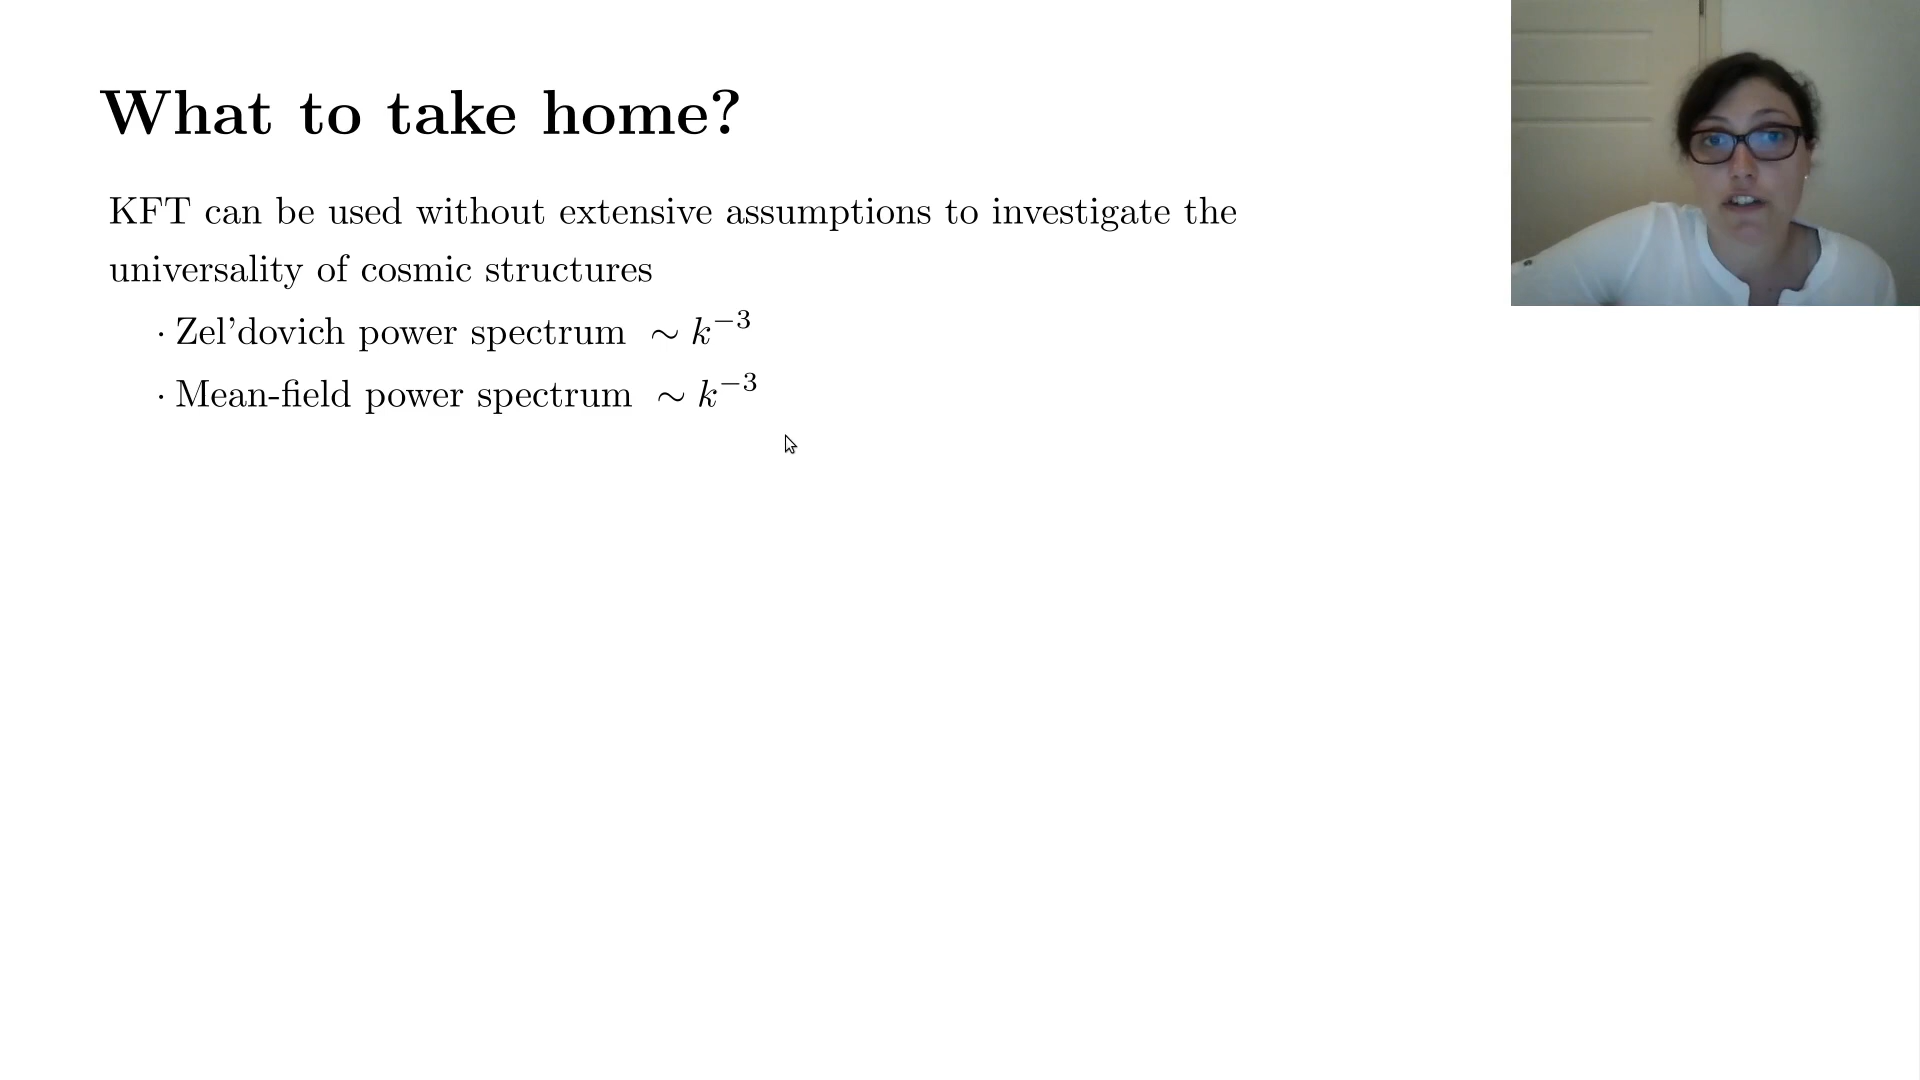 What to take home?
KFT can be used without extensive assumptions to investigate the
universality of cosmic structures
· Zel'dovich power spectrum ∼ k⁻³
· Mean-field power spectrum ∼ k⁻³